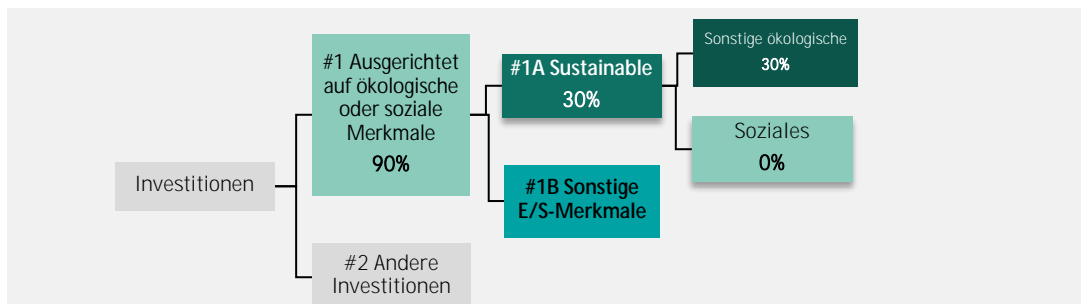 Investitionen
#1 Ausgerichtet
auf ökologische
oder soziale
Merkmale
90%
#2 Andere
Investitionen
#1A Sustainable
30%
#1B Sonstige
E/S-Merkmale
Sonstige ökologische
30%
Soziales
0%